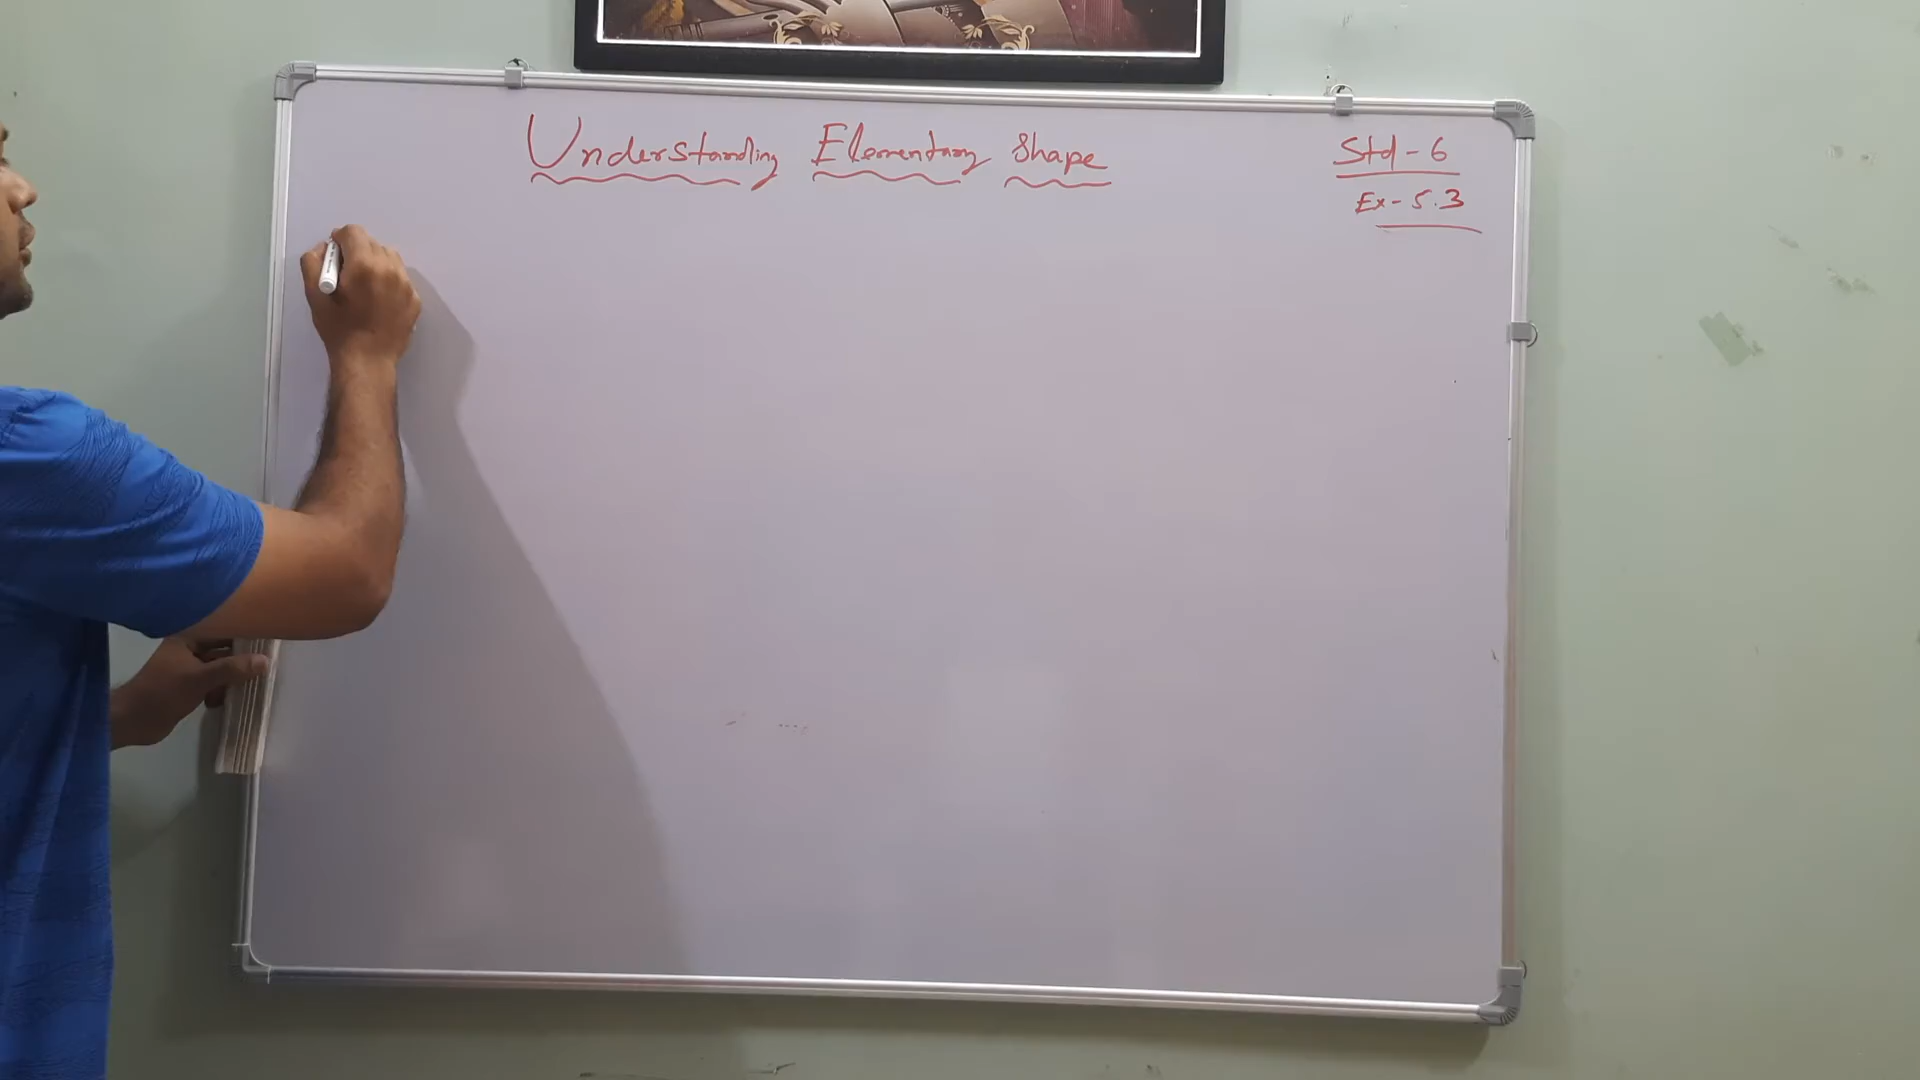 Understanding Elementary Shape
Std - 6
Ex - 5.3